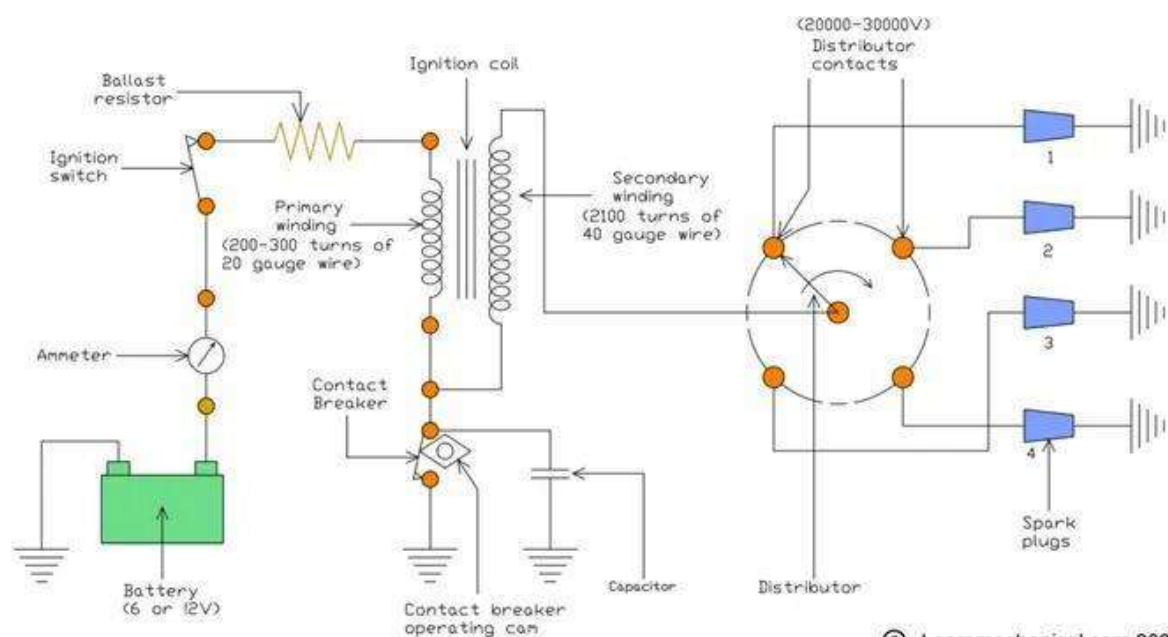 (20000-30000V)
Distributor
contacts
Ignition coil
Ballast
resistor
Ignition
switch
Primary
winding
(200-300 turns of
20 gauge wire)
Secondary
winding
(2100 turns of
40 gauge wire)
1
2
3
4
Ammeter
Contact
Breaker
Battery
(6 or 12V)
Contact breaker
operating cam
Capacitor
Distributor
Spark
plugs